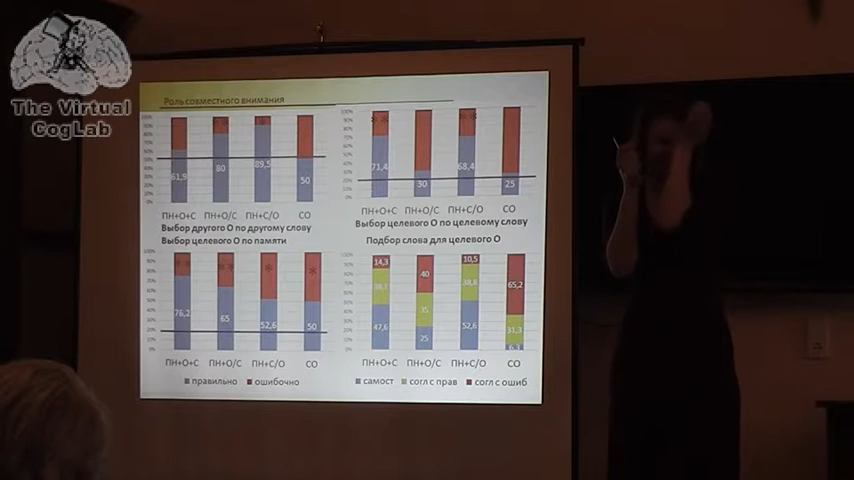 The Virtual
CogLab
Роль совместного внимания
61,9 80 89,5 50
ПН+О+С ПН+О/С ПН+С/О СО
Выбор другого О по другому слову
71,4 30 68,4 25
ПН+О+С ПН+О/С ПН+С/О СО
Выбор целевого О по целевому слову
Выбор целевого О по памяти
76,2 65 52,6 50
ПН+О+С ПН+О/С ПН+С/О СО
правильно ошибочно
Подбор слова для целевого О
14,3 40 10,5 65,2
35 31,3
47,6 25 52,6 6,3
ПН+О+С ПН+О/С ПН+С/О СО
самост согл с прав согл с ошиб